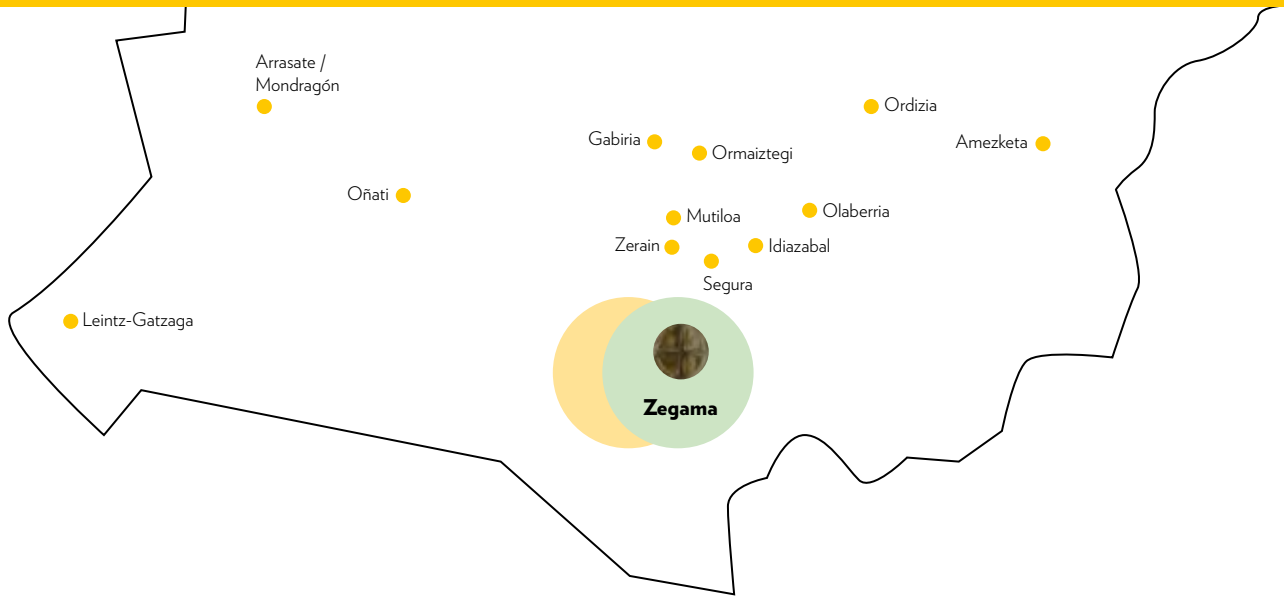 Arrasate /
Mondragón
Ordizia
Gabiria
Ormaiztegi
Amezketa
Oñati
Mutiloa
Olaberria
Zerain
Idiazabal
Segura
Leintz-Gatzaga
Zegama